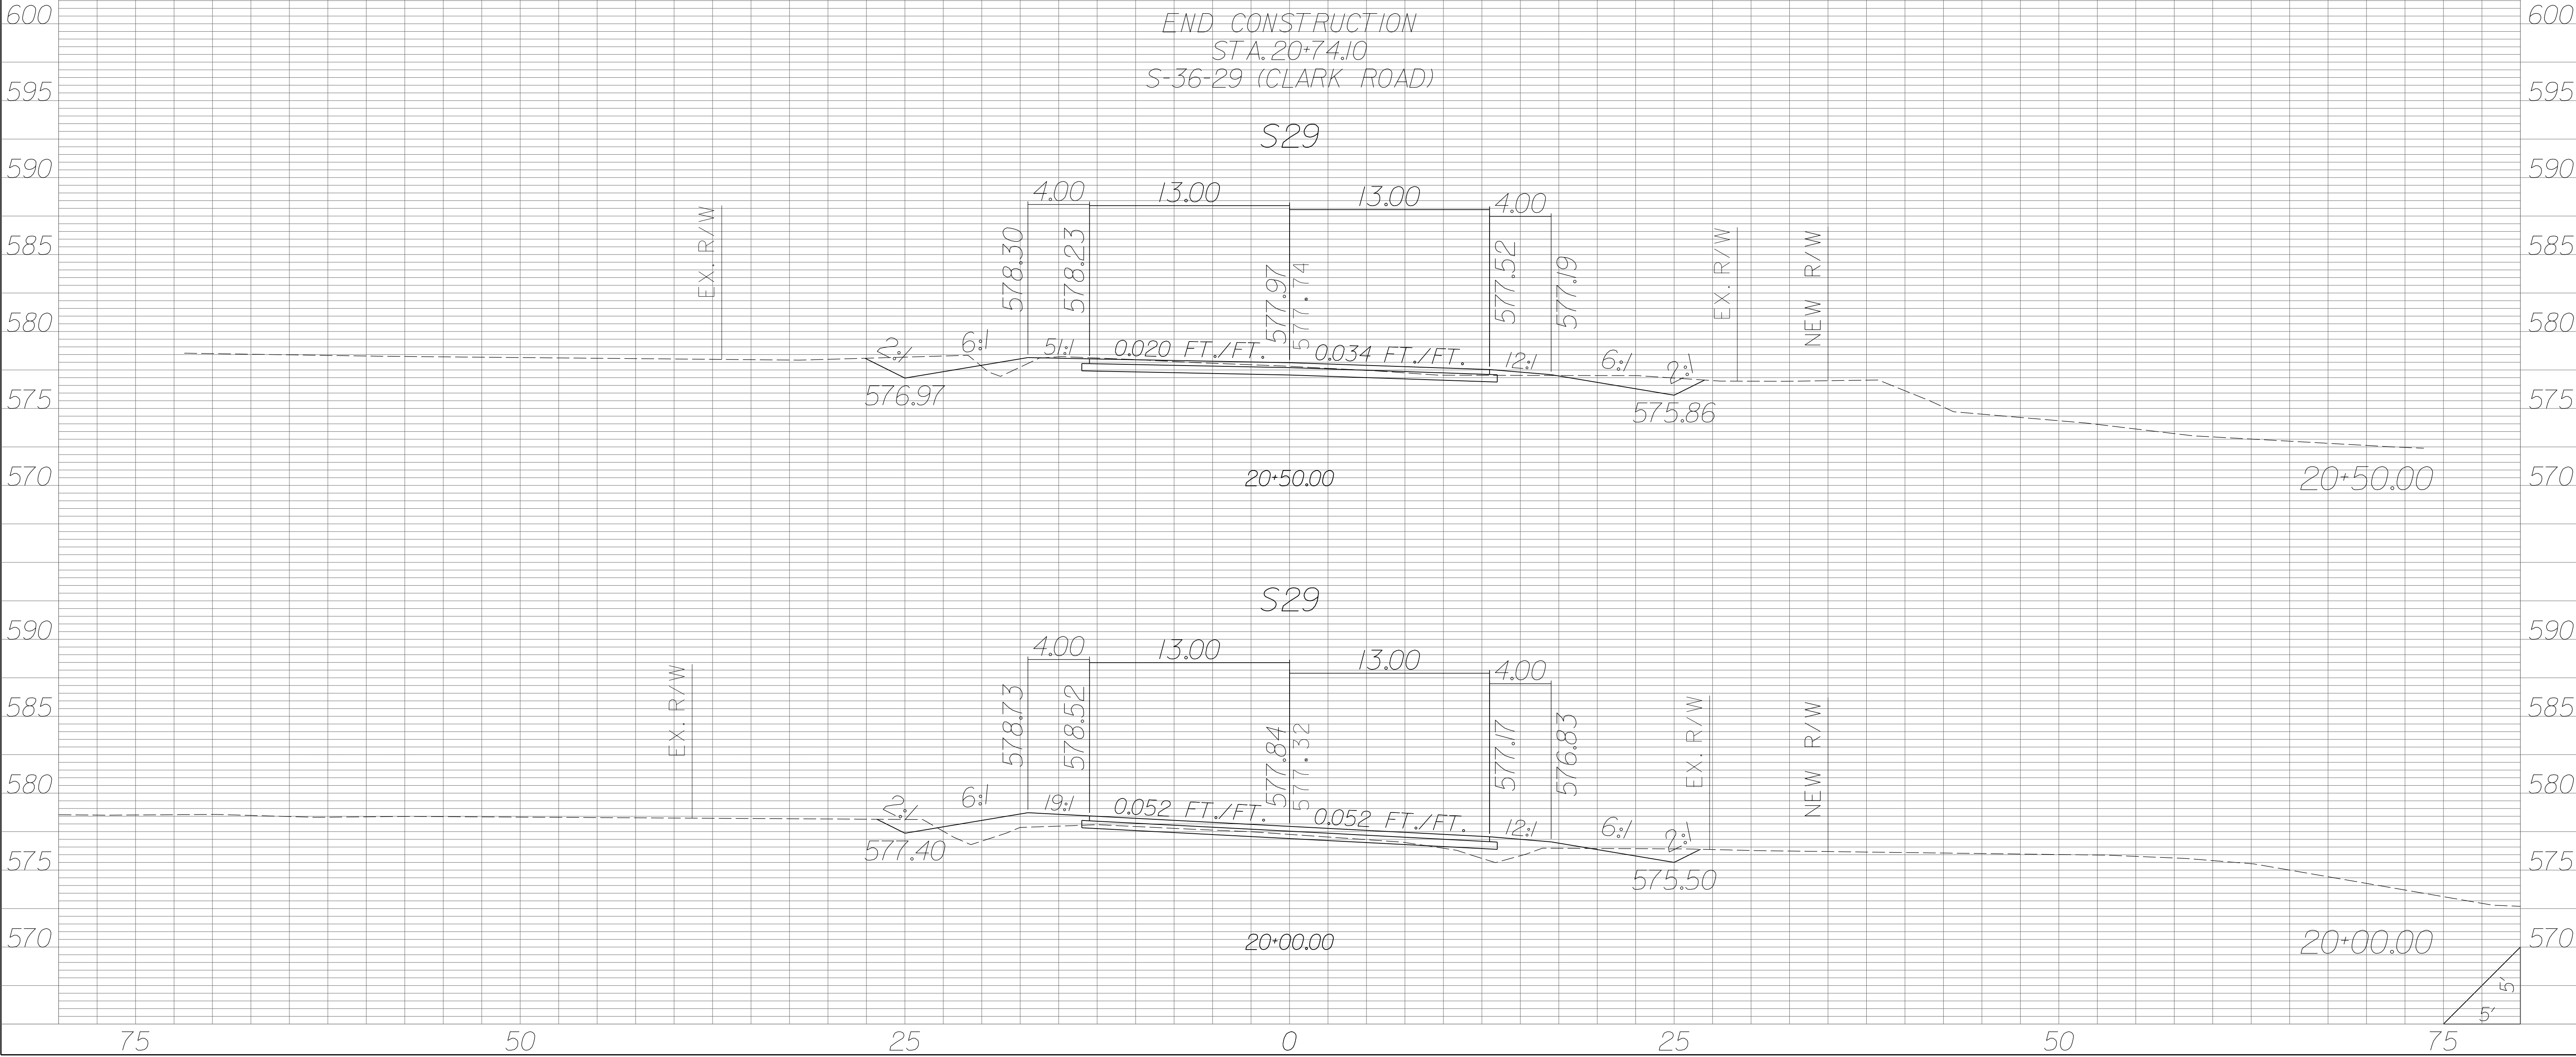 END CONSTRUCTION
STA. 20+74.10
S-36-29 (CLARK ROAD)
600 600
595 595
S29
590 590
4.00 13.00 13.00 4.00
EX. R/W 578.30 578.23 577.97 577.74 577.52 577.19 EX. R/W NEW R/W
585 585
580 580
2:1 6:1 51:1 0.020 FT./FT. 0.034 FT./FT. 12:1 6:1 2:1
576.97 575.86
575 575
570 20+50.00 20+50.00 570
S29
590 590
4.00 13.00 13.00 4.00
EX. R/W 578.73 578.52 577.84 577.32 577.17 576.83 EX. R/W NEW R/W
585 585
580 580
2:1 6:1 19:1 0.052 FT./FT. 0.052 FT./FT. 12:1 6:1 2:1
577.40 575.50
575 575
570 20+00.00 20+00.00 570
5' 5'
75 50 25 0 25 50 75